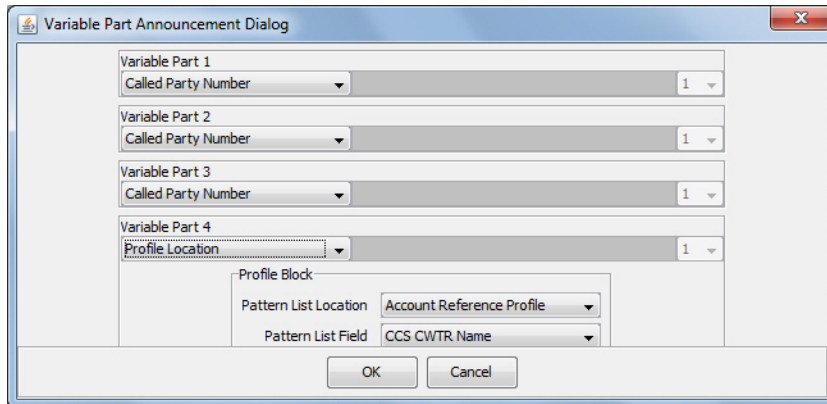 Variable Part Announcement Dialog
Variable Part 1
Called Party Number 1
Variable Part 2
Called Party Number 1
Variable Part 3
Called Party Number 1
Variable Part 4
Profile Location 1
Profile Block
Pattern List Location Account Reference Profile
Pattern List Field CCS CWTR Name
OK Cancel